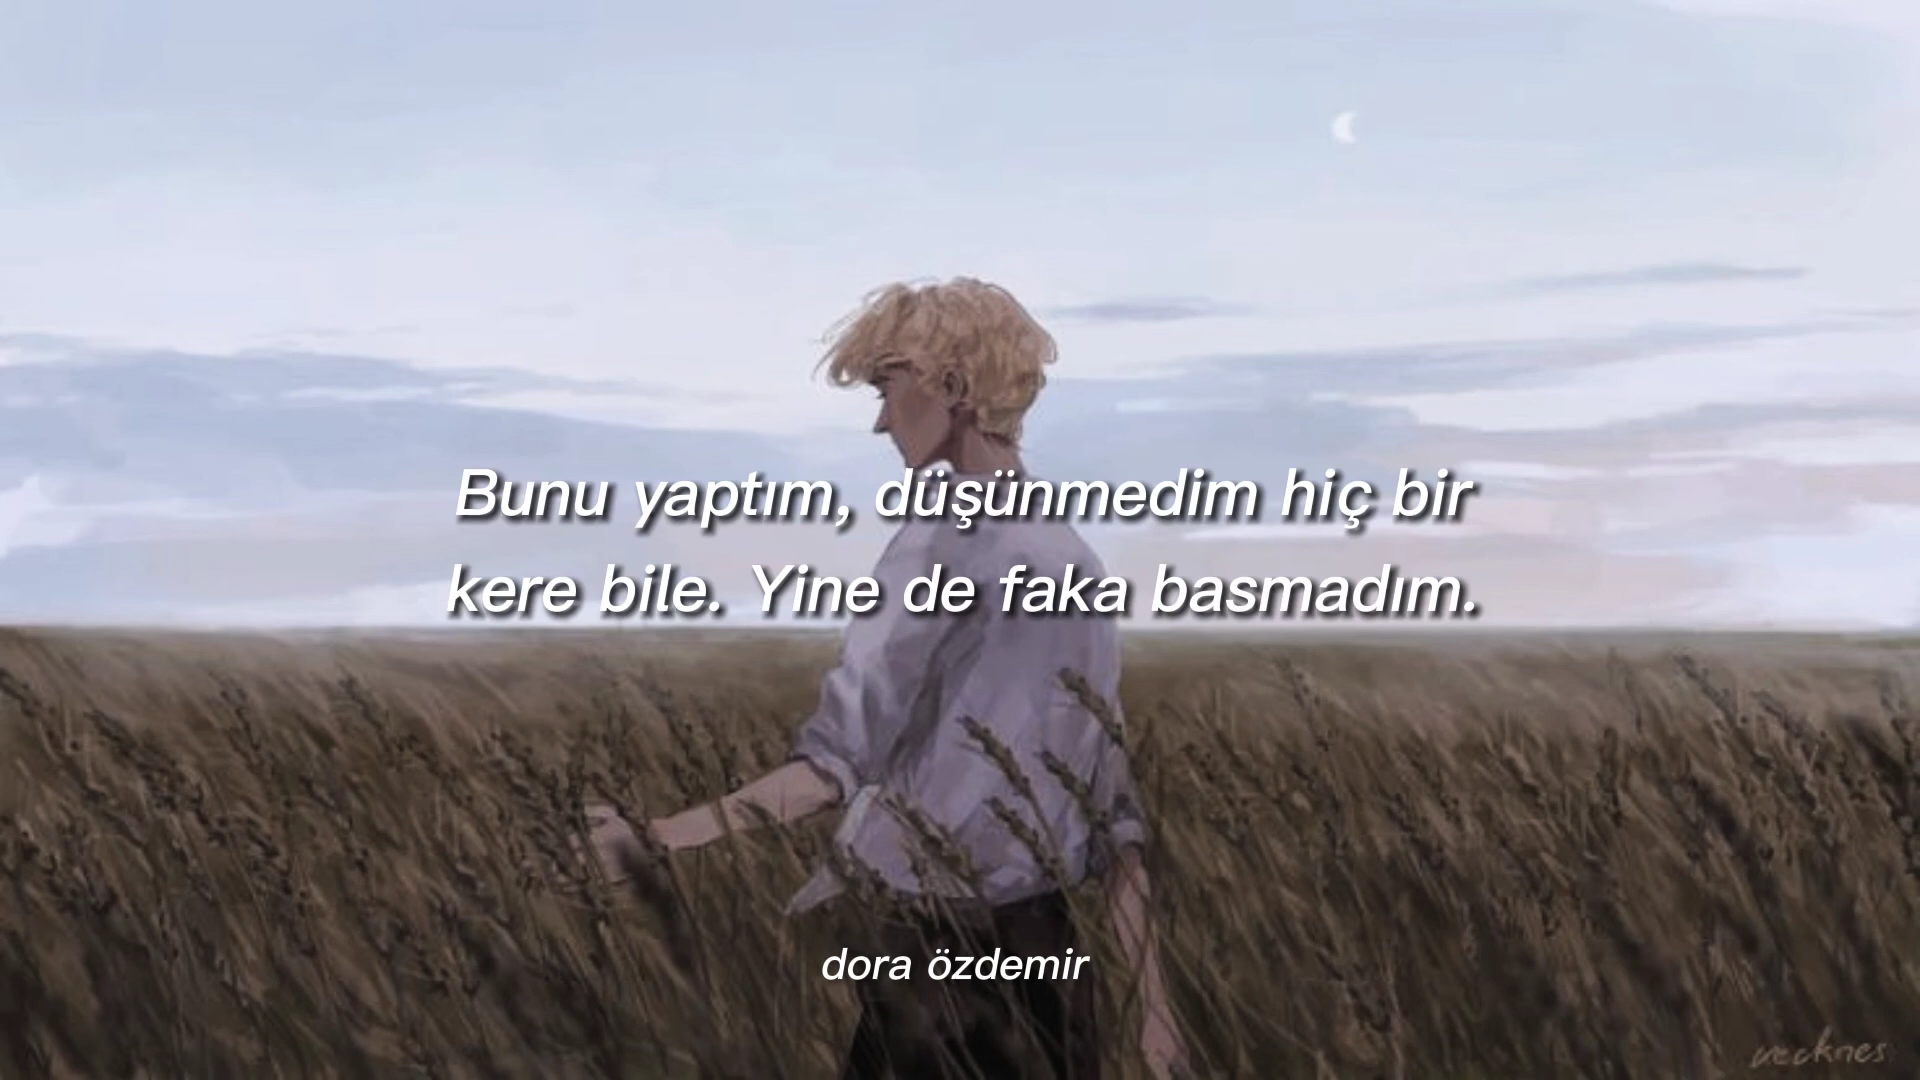 Bunu yaptım, düşünmedim hiç bir
kere bile. Yine de faka basmadım.
dora özdemir